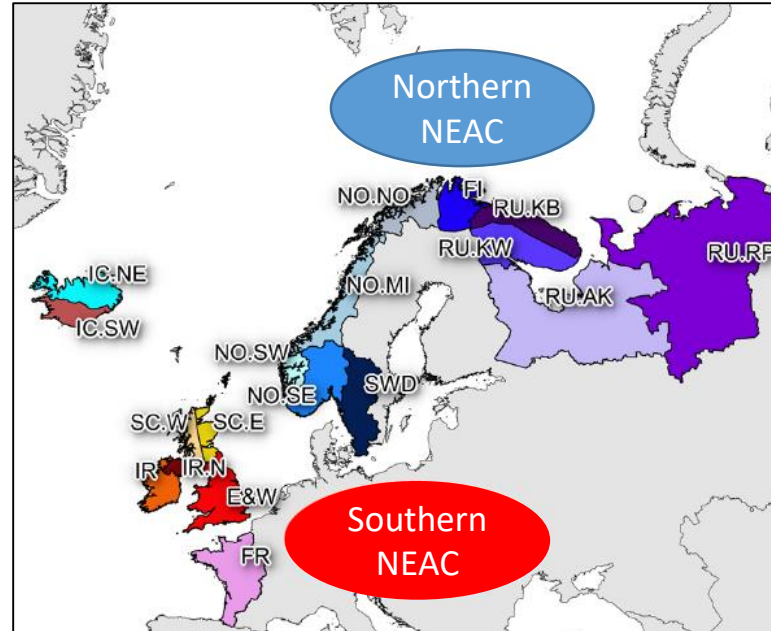 Northern
NEAC
NO.NO
FI
RU.KB
RU.KW
RU.RP
IC.NE
RU.AK
NO.MI
IC.SW
NO.SW
SWD
NO.SE
SC.W
SC.E
IR
IR.N
E&W
Southern
NEAC
FR